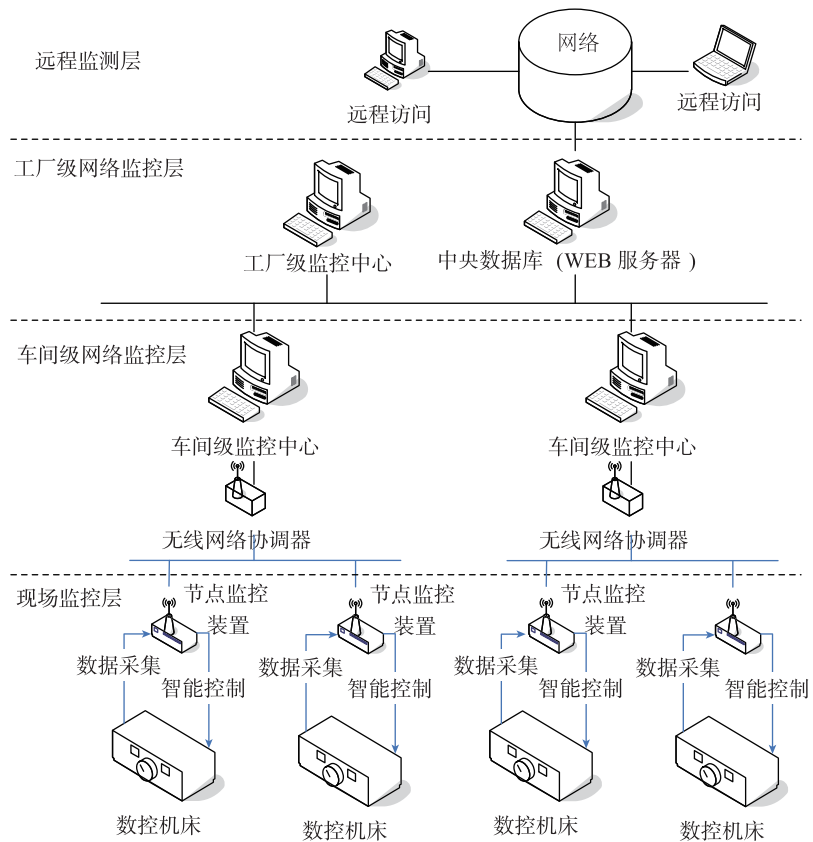 网络
远程监测层
远程访问
远程访问
工厂级网络监控层
工厂级监控中心
中央数据库 (WEB 服务器)
车间级网络监控层
车间级监控中心
车间级监控中心
无线网络协调器
无线网络协调器
现场监控层
节点监控
装置
节点监控
装置
节点监控
装置
节点监控
装置
数据采集
智能控制
数据采集
智能控制
数据采集
智能控制
数据采集
智能控制
数控机床
数控机床
数控机床
数控机床